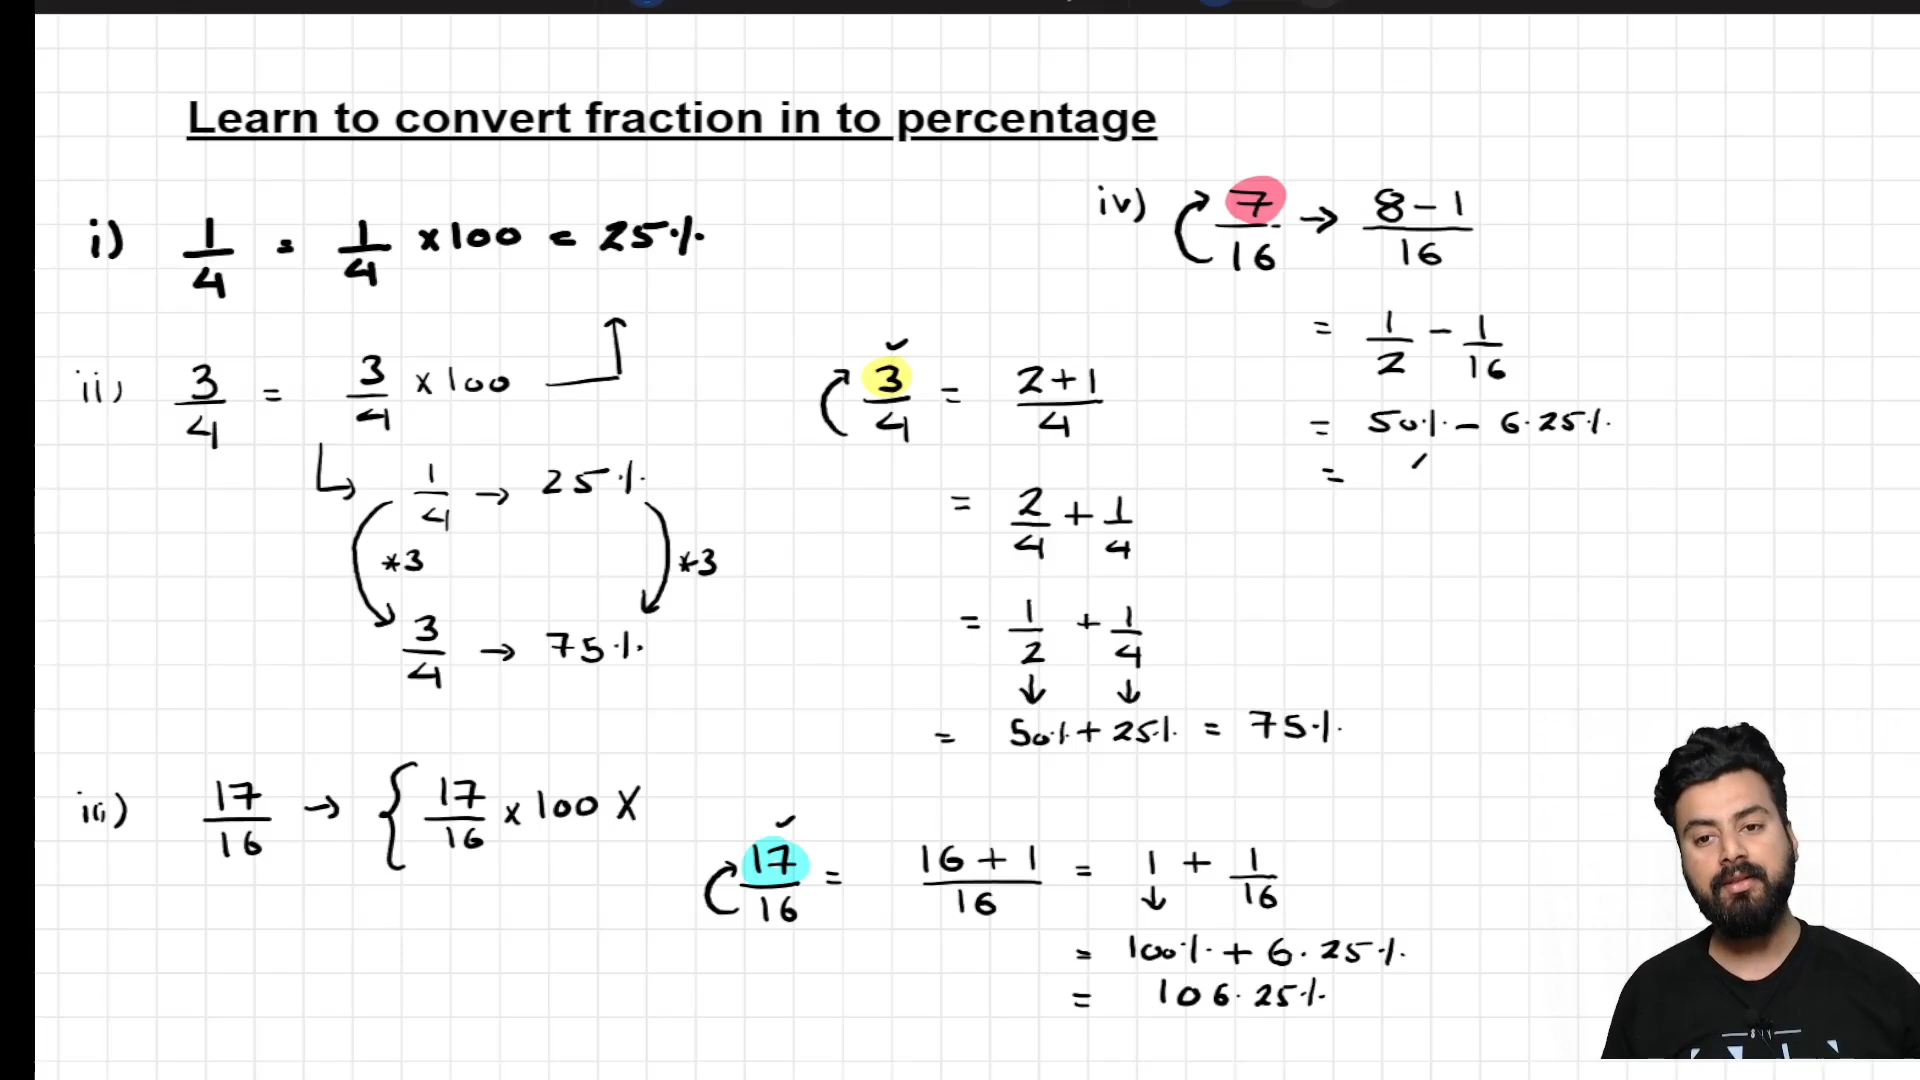 Learn to convert fraction in to percentage
i) 1/4 = 1/4 ×100 = 25%
ii) 3/4 = 3/4 ×100
1/4 → 25%
*3 *3
3/4 → 75%
3/4 = 2+1/4
= 2/4 + 1/4
= 1/2 + 1/4
= 50% + 25% = 75%
iii) 17/16 → { 17/16 × 100 X
17/16 = 16+1/16 = 1 + 1/16
= 100% + 6.25%
= 106.25%
iv) 7/16 → 8-1/16
= 1/2 - 1/16
= 50% - 6.25%
=